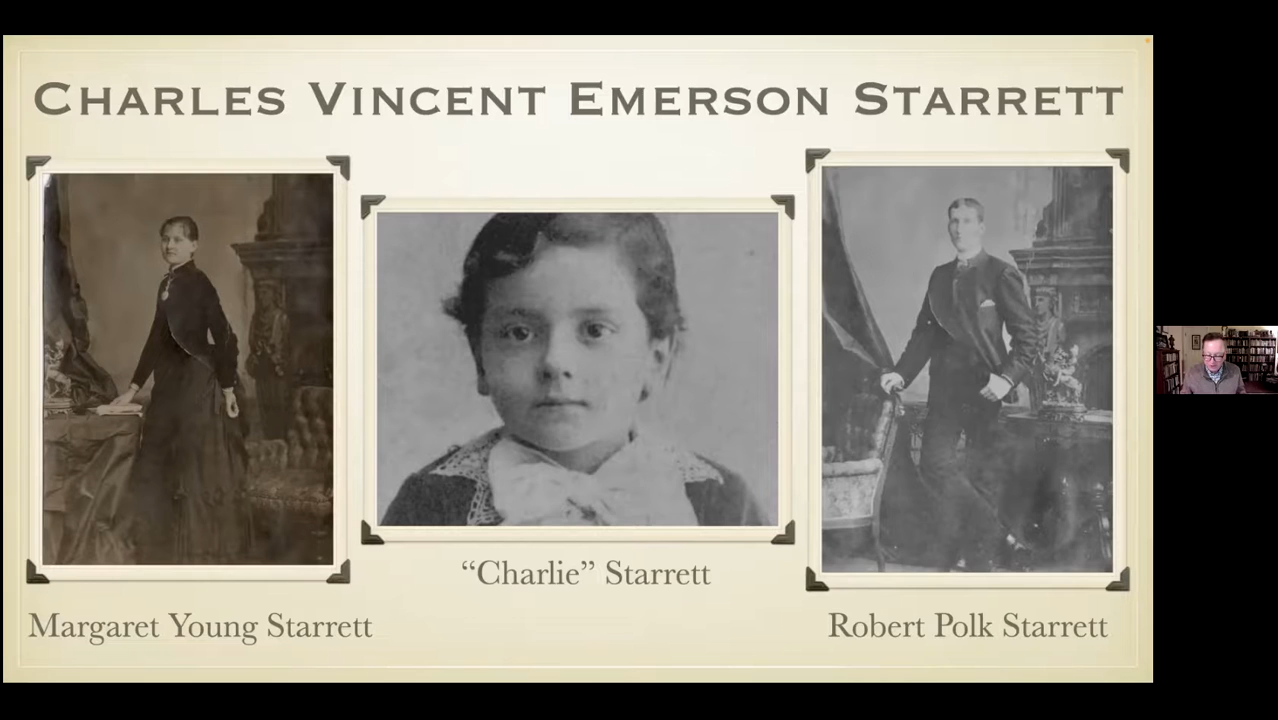 CHARLES VINCENT EMERSON STARRETT
“Charlie” Starrett
Margaret Young Starrett
Robert Polk Starrett